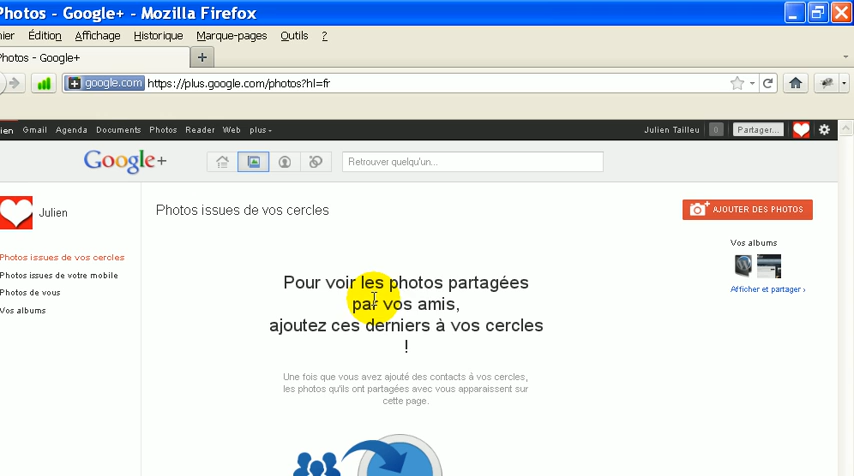 Photos - Google+ - Mozilla Firefox
Édition Affichage Historique Marque-pages Outils ?
Photos - Google+
google.com https://plus.google.com/photos?hl=fr
Gmail Agenda Documents Photos Reader Web plus Julien Tailleu 0 Partager...
Google+ Retrouver quelqu'un...
Julien
Photos issues de vos cercles
AJOUTER DES PHOTOS
Vos albums
Afficher et partager ›
Photos issues de vos cercles
Photos issues de votre mobile
Photos de vous
Vos albums
Pour voir les photos partagées
par vos amis,
ajoutez ces derniers à vos cercles
!
Une fois que vous avez ajouté des contacts à vos cercles,
les photos qu'ils ont partagées avec vous apparaissent sur
cette page.